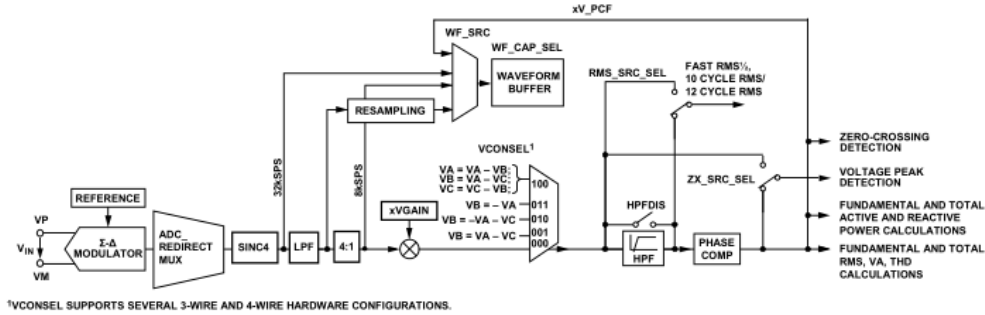 xV_PCF
WF_SRC
WF_CAP_SEL
WAVEFORM
BUFFER
RESAMPLING
RMS_SRC_SEL
FAST RMS½,
10 CYCLE RMS/
12 CYCLE RMS
32kSPS
8kSPS
VCONSEL¹
VA = VA – VB;
VB = VA – VC;
VC = VC – VB;
100
VB = – VA
011
VB = –VA – VC
010
VB = VA – VC
001
000
ZX_SRC_SEL
ZERO-CROSSING
DETECTION
VOLTAGE PEAK
DETECTION
FUNDAMENTAL AND TOTAL
ACTIVE AND REACTIVE
POWER CALCULATIONS
FUNDAMENTAL AND TOTAL
RMS, VA, THD
CALCULATIONS
REFERENCE
VP
VIN
VM
Σ-Δ
MODULATOR
ADC_
REDIRECT
MUX
SINC4
LPF
4:1
xVGAIN
HPFDIS
HPF
PHASE
COMP
¹VCONSEL SUPPORTS SEVERAL 3-WIRE AND 4-WIRE HARDWARE CONFIGURATIONS.